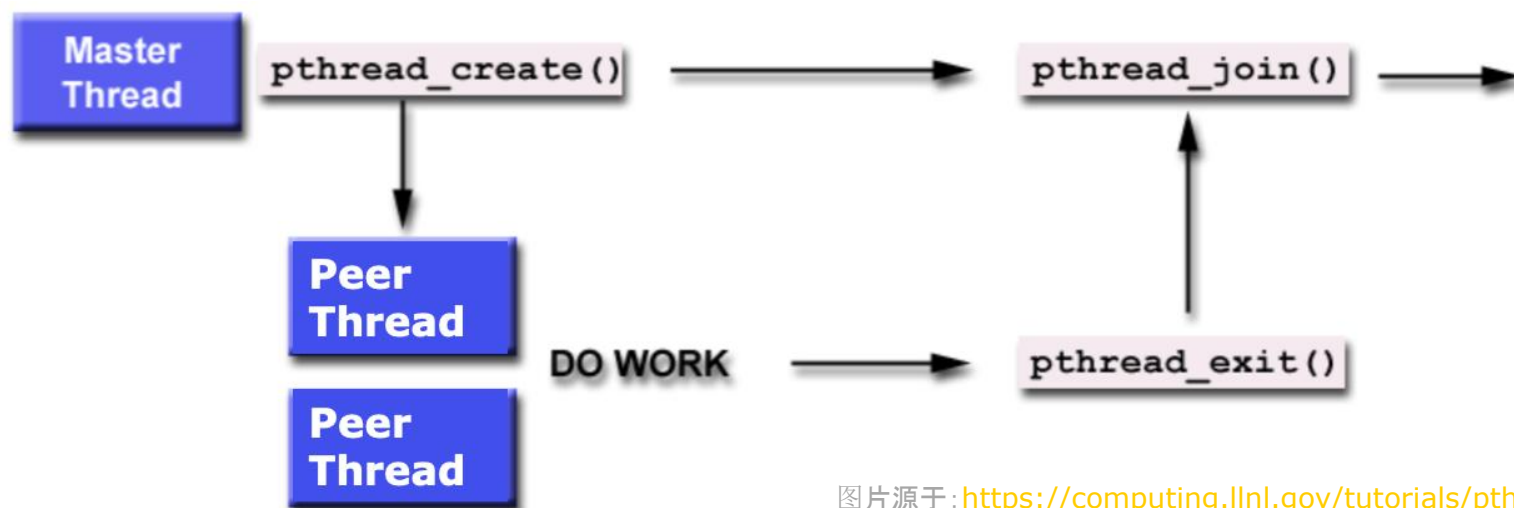 Master
Thread
pthread_create()
pthread_join()
Peer
Thread
DO WORK
pthread_exit()
Peer
Thread
图片源于:https://computing.llnl.gov/tutorials/pth